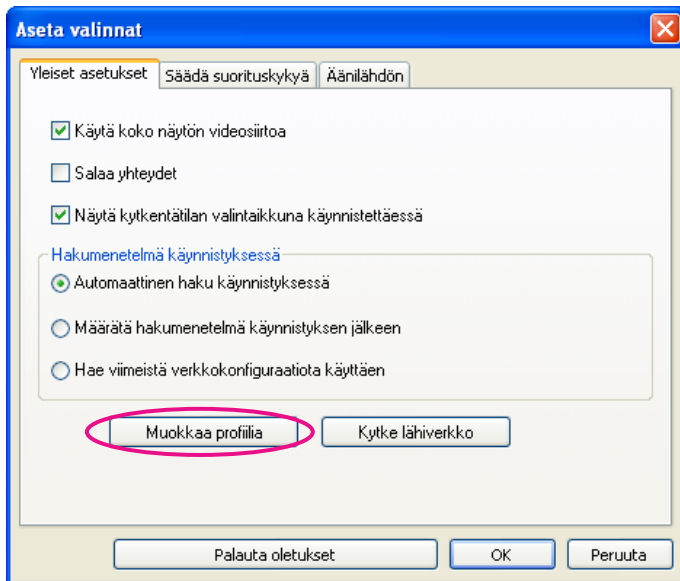 Aseta valinnat
Yleiset asetukset Säädä suorituskykyä Äänilähdön
Käytä koko näytön videosiirtoa
Salaa yhteydet
Näytä kytkentätilan valintaikkuna käynnistettäessä
Hakumenetelmä käynnistyksessä
Automaattinen haku käynnistyksessä
Määrätä hakumenetelmä käynnistyksen jälkeen
Hae viimeistä verkkokonfiguraatiota käyttäen
Muokkaa profiilia Kytke lähiverkko
Palauta oletukset OK Peruuta